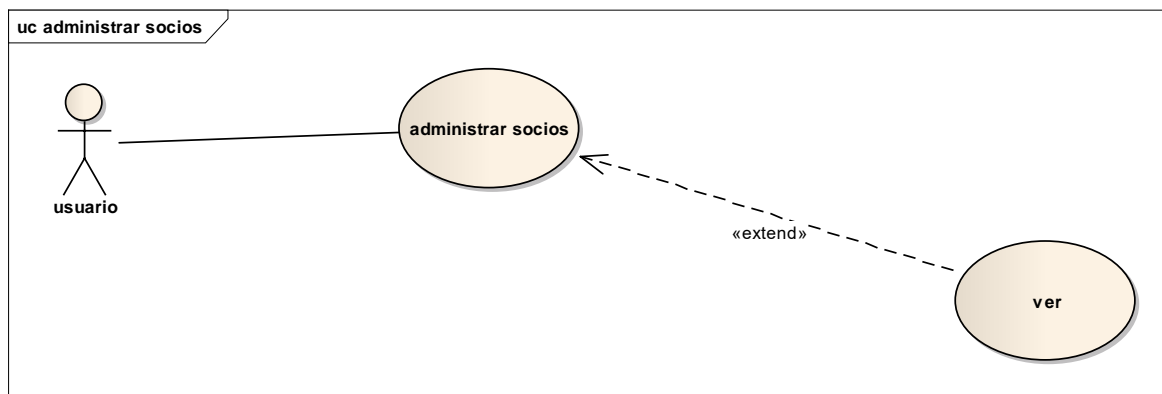 uc administrar socios
administrar socios
usuario
«extend»
ver